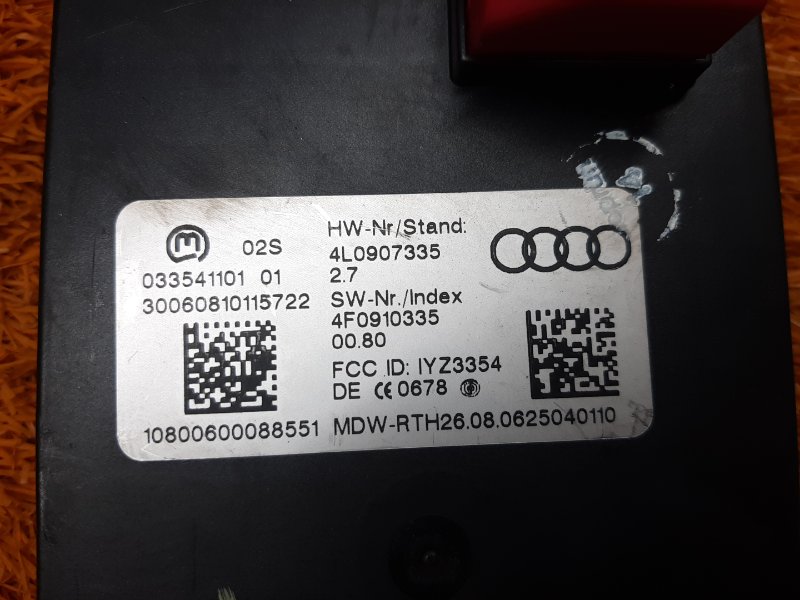 02S
033541101 01
30060810115722
10800600088551
HW-Nr/Stand:
4L0907335
2.7
SW-Nr./Index
4F0910335
00.80
FCC ID: IYZ3354
DE CE 0678
MDW-RTH26.08.0625040110